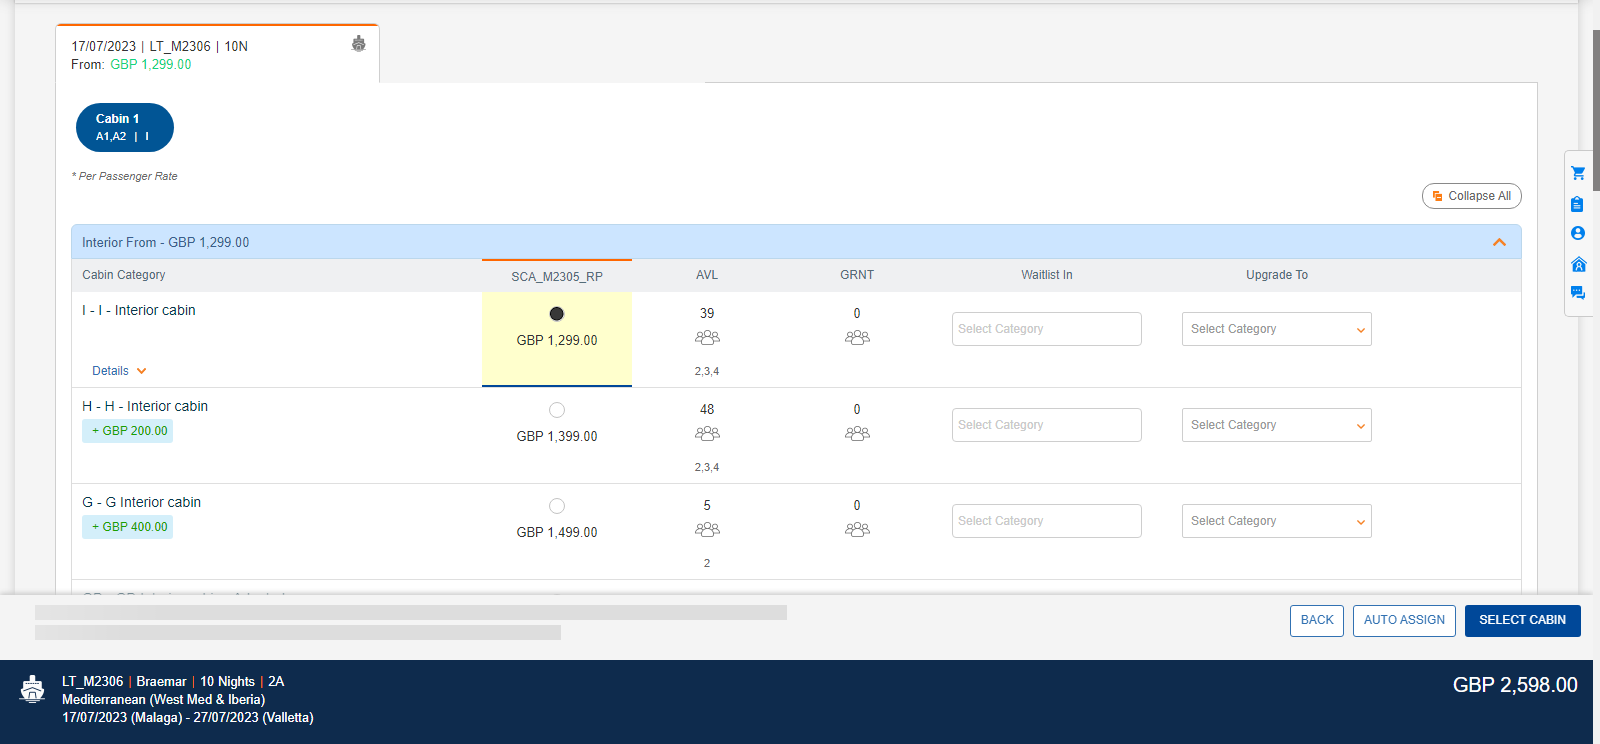 17/07/2023 | LT_M2306 | 10N
From: GBP 1,299.00
Cabin 1
A1,A2 | I
* Per Passenger Rate
Collapse All
Interior From - GBP 1,299.00
Cabin Category SCA_M2305_RP AVL GRNT Waitlist In Upgrade To
I - I - Interior cabin
39 0
Select Category Select Category
GBP 1,299.00
Details
2,3,4
H - H - Interior cabin
48 0
+ GBP 200.00
Select Category Select Category
GBP 1,399.00
2,3,4
G - G Interior cabin
5 0
+ GBP 400.00
Select Category Select Category
GBP 1,499.00
2
BACK AUTO ASSIGN SELECT CABIN
LT_M2306 | Braemar | 10 Nights | 2A
GBP 2,598.00
Mediterranean (West Med & Iberia)
17/07/2023 (Malaga) - 27/07/2023 (Valletta)